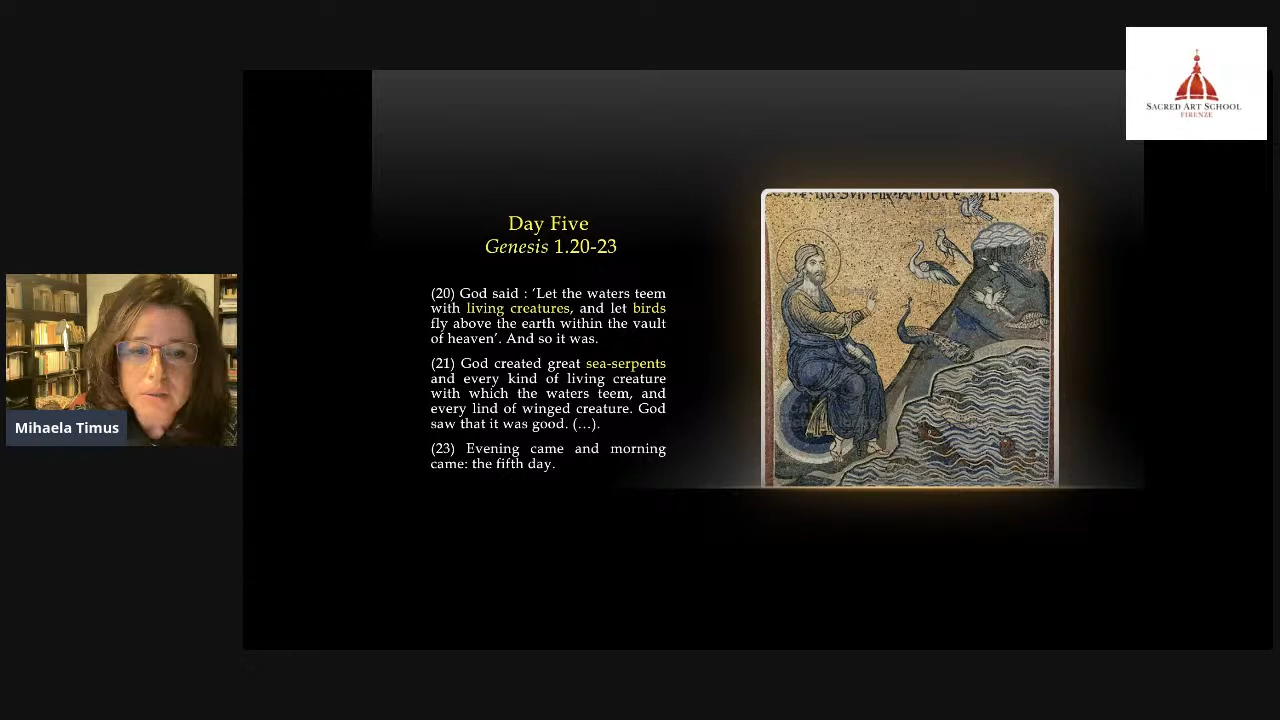 SACRED ART SCHOOL
FIRENZE
Day Five
Genesis 1.20-23
(20) God said : ‘Let the waters teem
with living creatures, and let birds
fly above the earth within the vault
of heaven’. And so it was.
(21) God created great sea-serpents
and every kind of living creature
with which the waters teem, and
every lind of winged creature. God
saw that it was good. (…).
(23) Evening came and morning
came: the fifth day.
Mihaela Timus